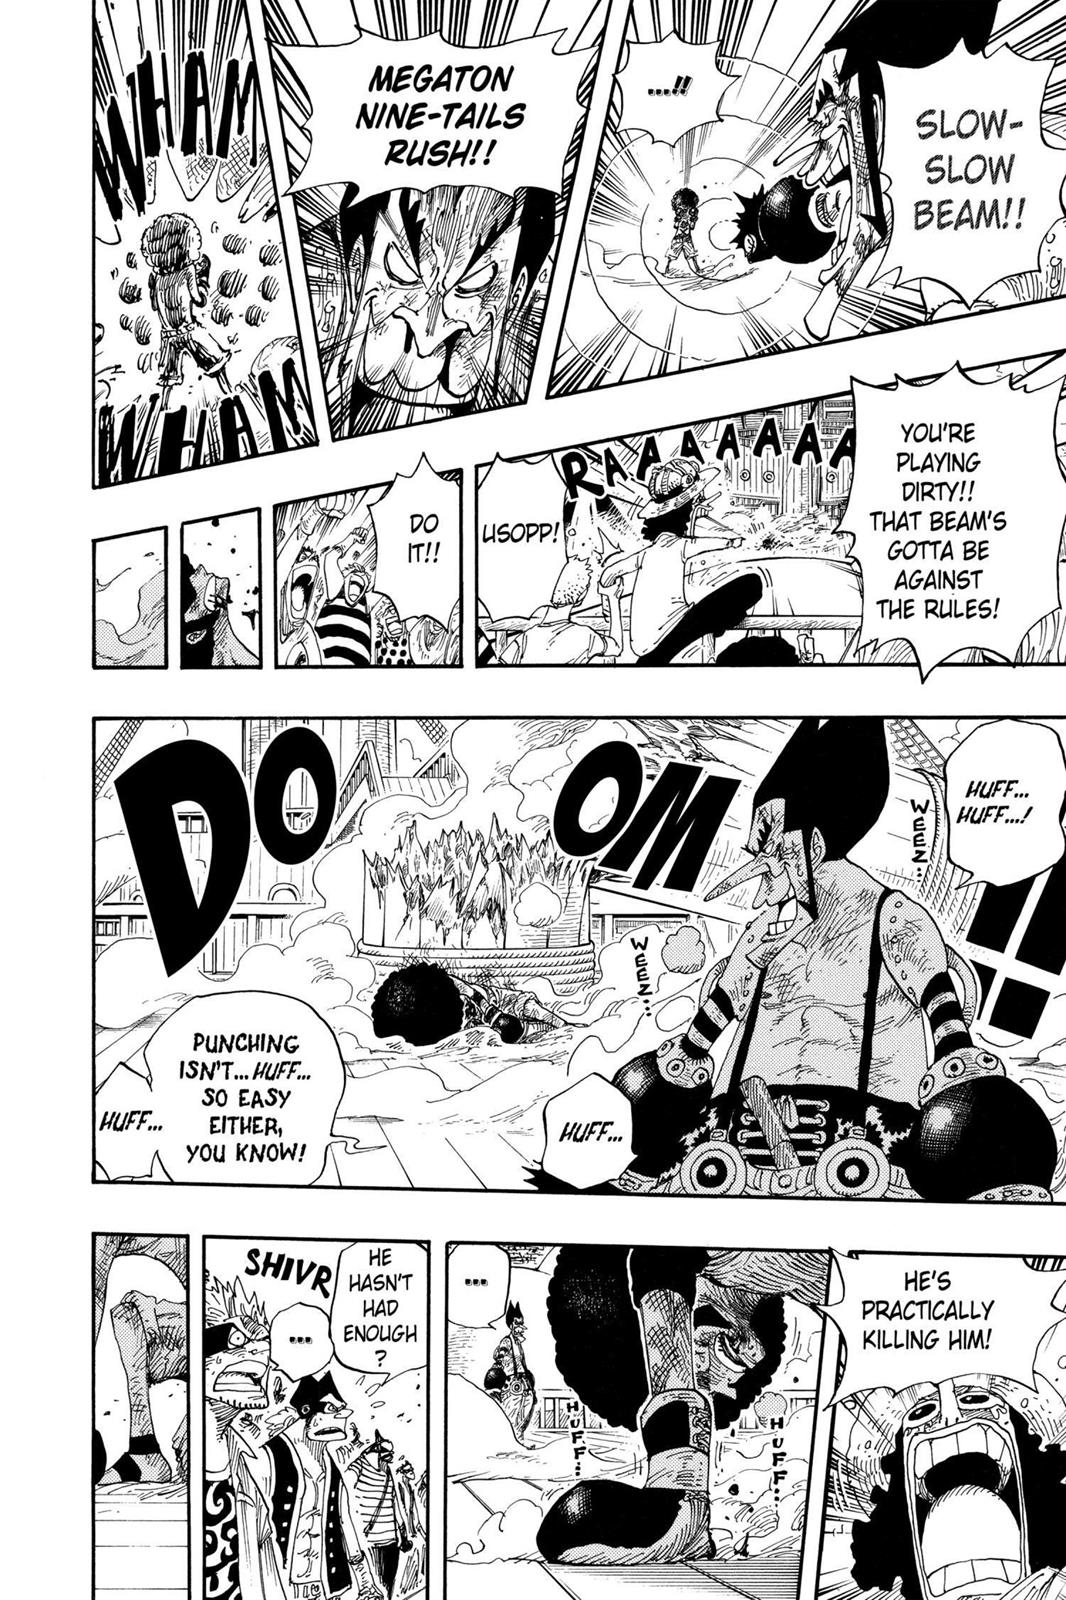 SLOW-
SLOW
BEAM!!
...!!
MEGATON
NINE-TAILS
RUSH!!
WHAM
WHAM
YOU'RE
PLAYING
DIRTY!!
THAT BEAM'S
GOTTA BE
AGAINST
THE RULES!
RAAAAAAA
USOPP!
DO
IT!!
HUFF...
HUFF...!
WEEZ...
DOOM!!
WEEZ...
HUFF...
PUNCHING
ISN'T... HUFF...
SO EASY
EITHER,
YOU KNOW!
HUFF...
HE'S
PRACTICALLY
KILLING HIM!
...
HUFF...
HUFF...
HE
HASN'T
HAD
ENOUGH
?
SHIVR
...